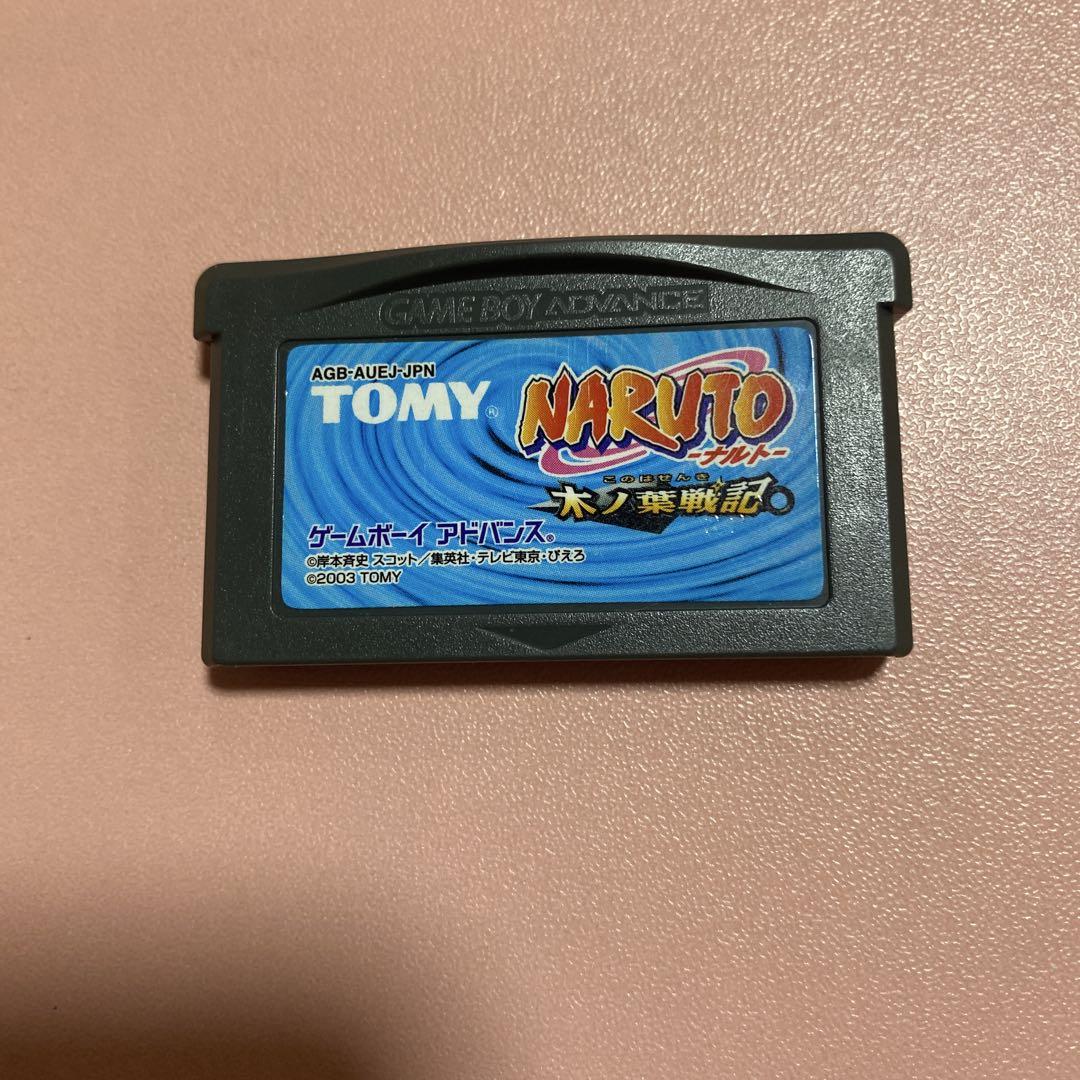 GAME BOY ADVANCE
AGB-AUEJ-JPN
TOMY®
NARUTO
-ナルト-
このはせんき
木ノ葉戦記
ゲームボーイ アドバンス®
©岸本斉史 スコット／集英社・テレビ東京・ぴえろ
©2003 TOMY